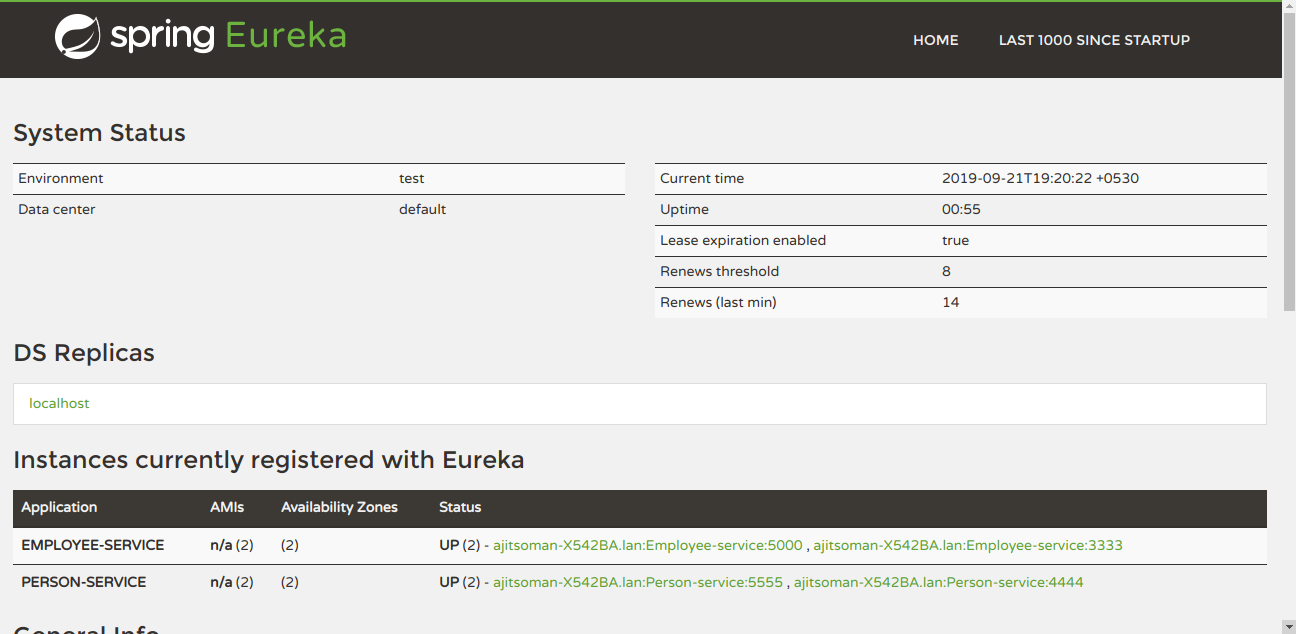 spring Eureka
HOME LAST 1000 SINCE STARTUP
System Status
Environment test
Data center default
Current time 2019-09-21T19:20:22 +0530
Uptime 00:55
Lease expiration enabled true
Renews threshold 8
Renews (last min) 14
DS Replicas
localhost
Instances currently registered with Eureka
Application AMIs Availability Zones Status
EMPLOYEE-SERVICE n/a (2) (2) UP (2) - ajitsoman-X542BA.lan:Employee-service:5000 , ajitsoman-X542BA.lan:Employee-service:3333
PERSON-SERVICE n/a (2) (2) UP (2) - ajitsoman-X542BA.lan:Person-service:5555 , ajitsoman-X542BA.lan:Person-service:4444
General Info